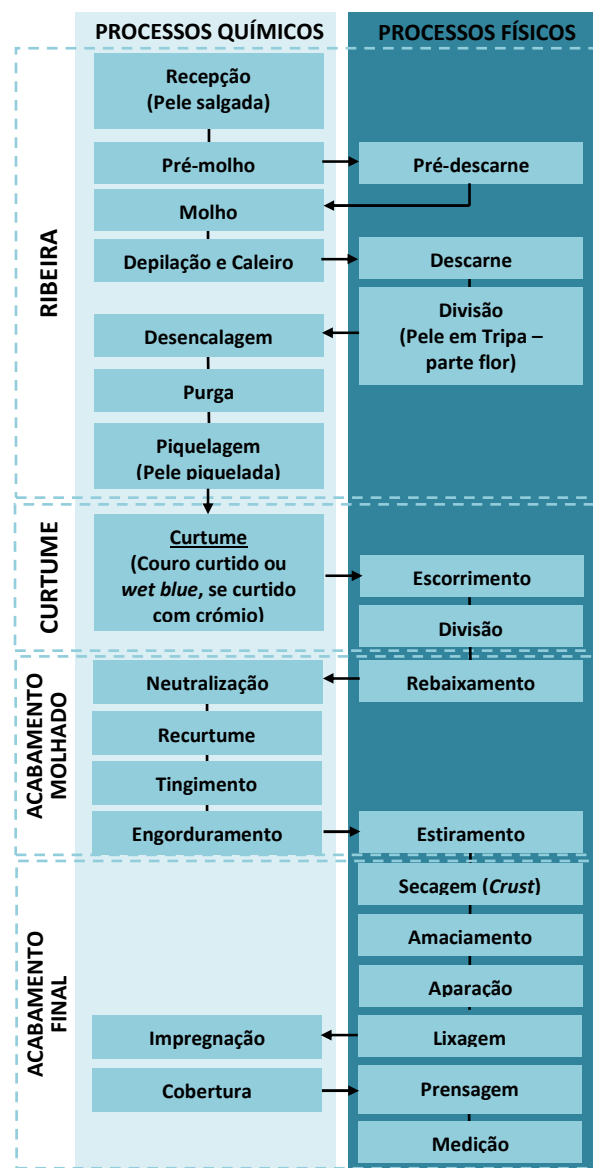 PROCESSOS QUÍMICOS
PROCESSOS FÍSICOS
RIBEIRA
Recepção
(Pele salgada)
Pré-molho
Pré-descarne
Molho
Depilação e Caleiro
Descarne
Divisão
(Pele em Tripa –
parte flor)
Desencalagem
Purga
Piquelagem
(Pele piquelada)
CURTUME
Curtume
(Couro curtido ou
wet blue, se curtido
com crómio)
Escorrimento
Divisão
ACABAMENTO
MOLHADO
Neutralização
Rebaixamento
Recurtume
Tingimento
Engorduramento
Estiramento
ACABAMENTO
FINAL
Secagem (Crust)
Amaciamento
Aparação
Impregnação
Lixagem
Cobertura
Prensagem
Medição